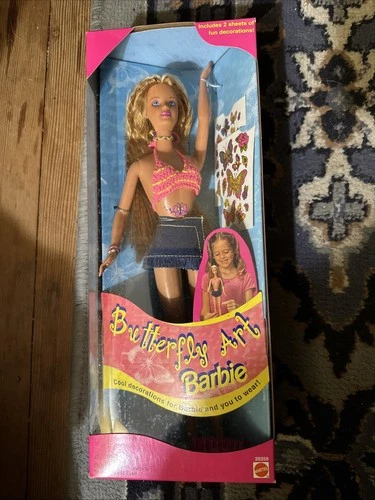 Includes 2 sheets of
fun decorations!
Butterfly Art
Barbie
Cool decorations for Barbie and you to wear!
MATTEL